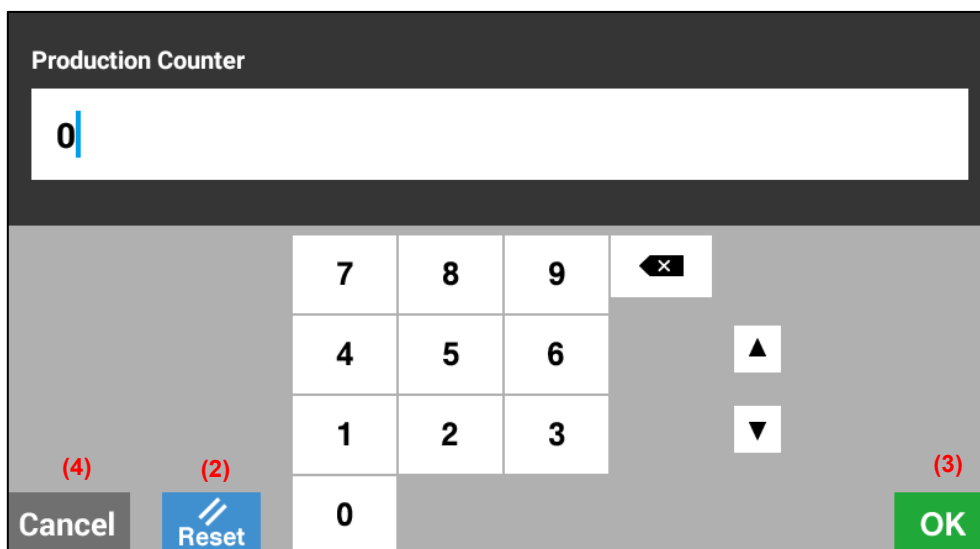 Production Counter
0
7 8 9
4 5 6
1 2 3
(4) (2) (3)
Cancel Reset 0 OK